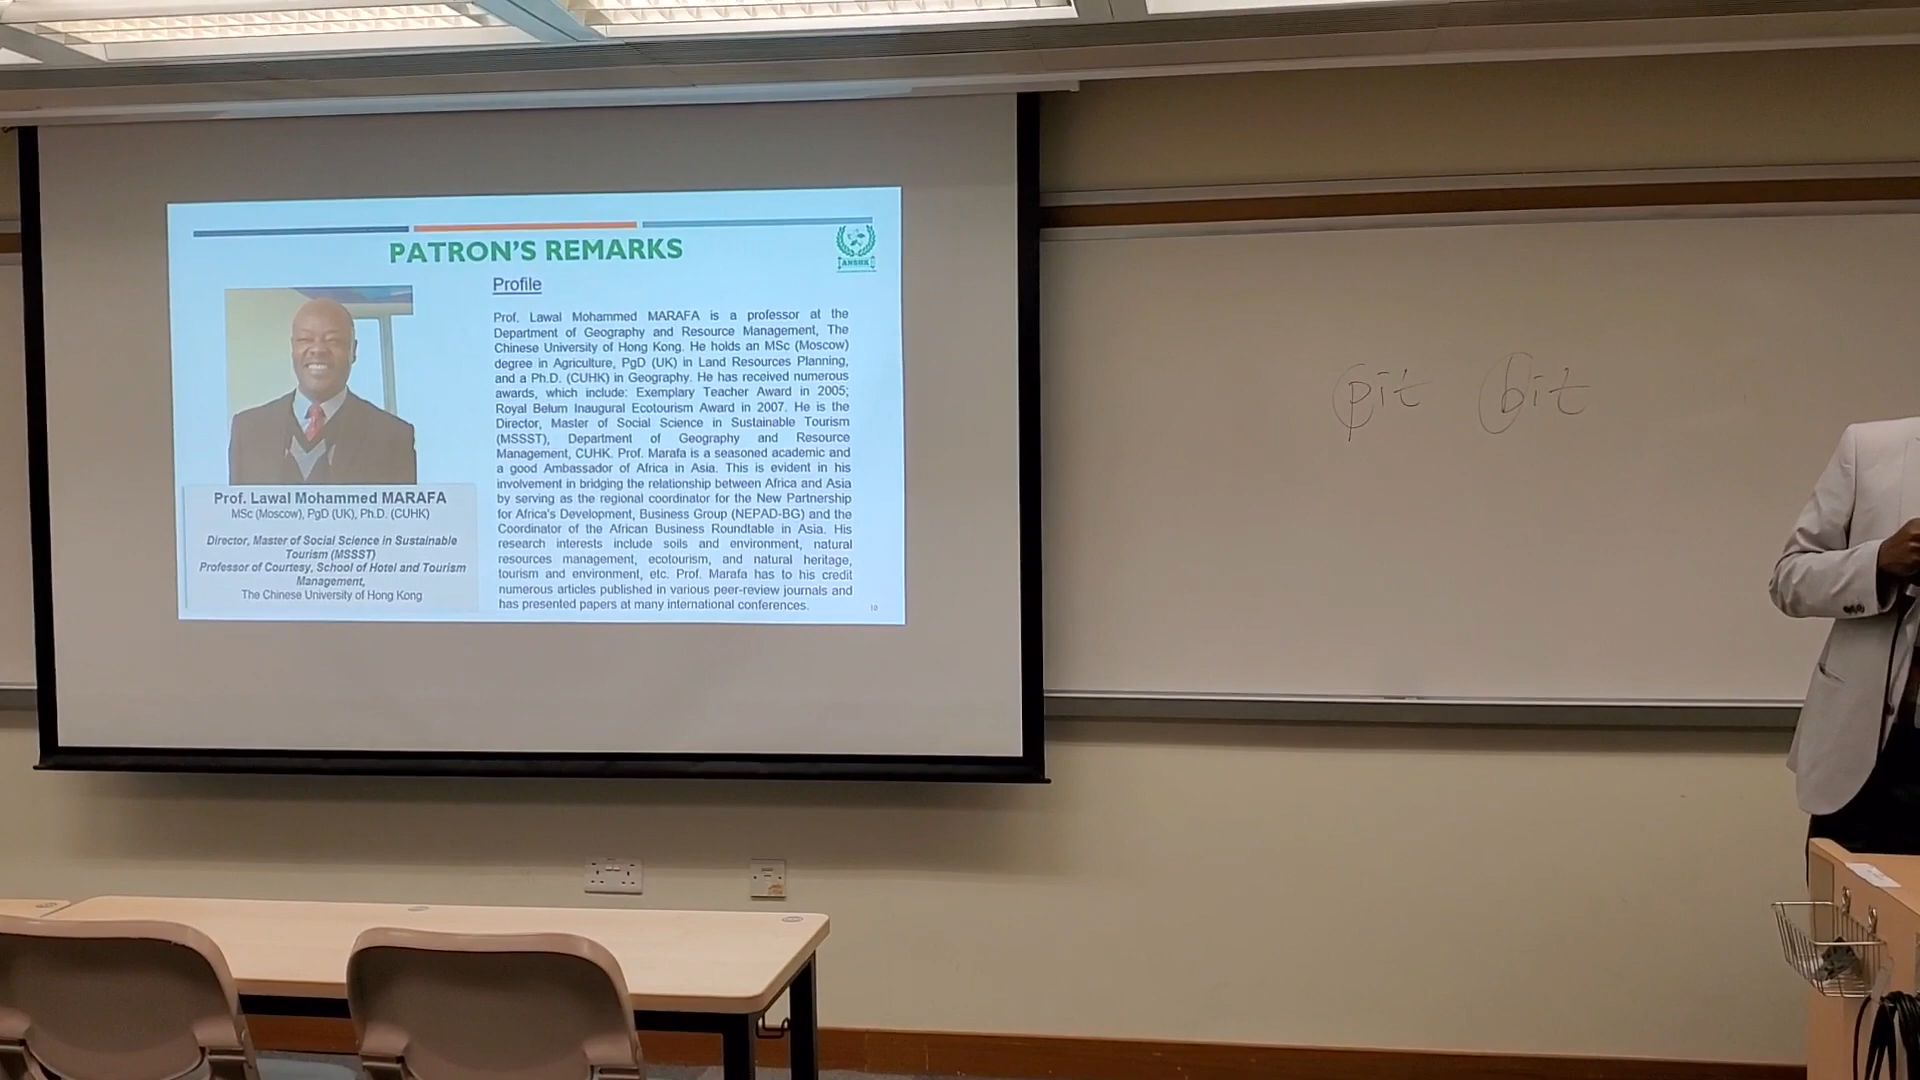 PATRON'S REMARKS
ANSHK
Profile
Prof. Lawal Mohammed MARAFA is a professor at the
Department of Geography and Resource Management, The
Chinese University of Hong Kong. He holds an MSc (Moscow)
degree in Agriculture, PgD (UK) in Land Resources Planning,
and a Ph.D. (CUHK) in Geography. He has received numerous
awards, which include: Exemplary Teacher Award in 2005;
Royal Belum Inaugural Ecotourism Award in 2007. He is the
Director, Master of Social Science in Sustainable Tourism
(MSSST), Department of Geography and Resource
Management, CUHK. Prof. Marafa is a seasoned academic and
a good Ambassador of Africa in Asia. This is evident in his
involvement in bridging the relationship between Africa and Asia
by serving as the regional coordinator for the New Partnership
for Africa's Development, Business Group (NEPAD-BG) and the
Coordinator of the African Business Roundtable in Asia. His
research interests include soils and environment, natural
resources management, ecotourism, and natural heritage,
tourism and environment, etc. Prof. Marafa has to his credit
numerous articles published in various peer-review journals and
has presented papers at many international conferences.
Prof. Lawal Mohammed MARAFA
MSc (Moscow), PgD (UK), Ph.D. (CUHK)
Director, Master of Social Science in Sustainable
Tourism (MSSST)
Professor of Courtesy, School of Hotel and Tourism
Management,
The Chinese University of Hong Kong
10
pit bit